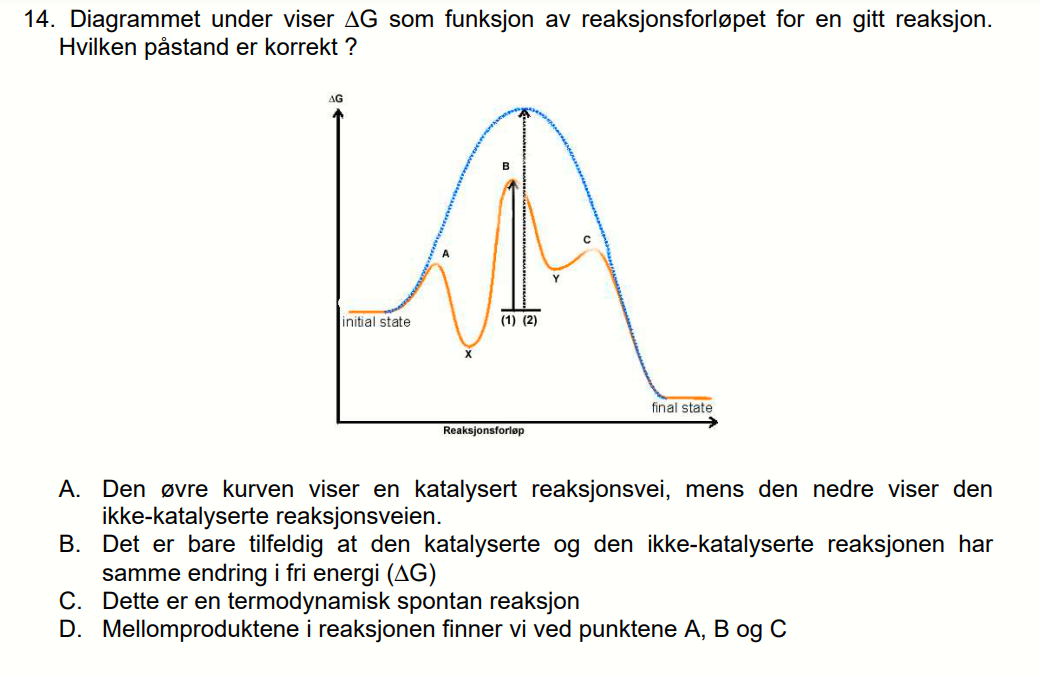 14. Diagrammet under viser ΔG som funksjon av reaksjonsforløpet for en gitt reaksjon.
Hvilken påstand er korrekt ?
ΔG
B
A
C
Y
initial state
(1) (2)
X
final state
Reaksjonsforløp
A. Den øvre kurven viser en katalysert reaksjonsvei, mens den nedre viser den
ikke-katalyserte reaksjonsveien.
B. Det er bare tilfeldig at den katalyserte og den ikke-katalyserte reaksjonen har
samme endring i fri energi (ΔG)
C. Dette er en termodynamisk spontan reaksjon
D. Mellomproduktene i reaksjonen finner vi ved punktene A, B og C